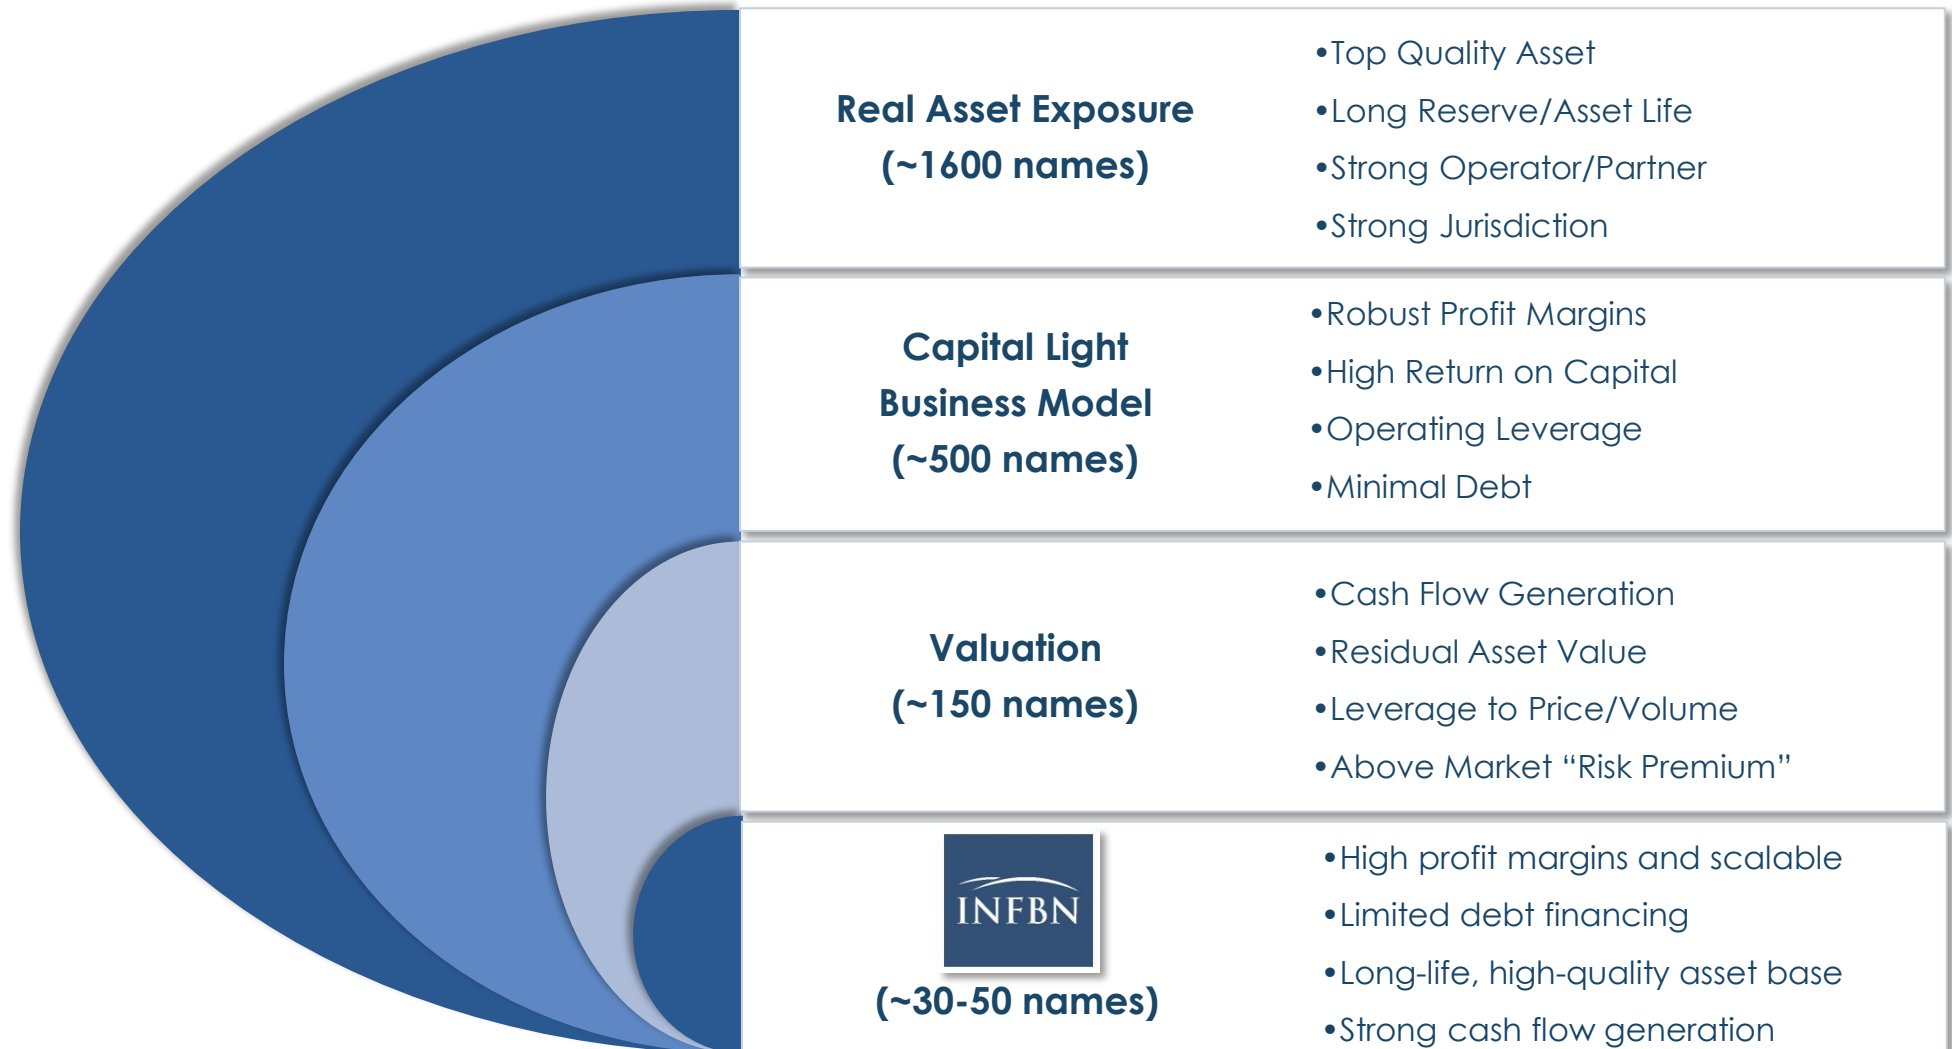 Real Asset Exposure
(~1600 names)
•Top Quality Asset
•Long Reserve/Asset Life
•Strong Operator/Partner
•Strong Jurisdiction
Capital Light
Business Model
(~500 names)
•Robust Profit Margins
•High Return on Capital
•Operating Leverage
•Minimal Debt
Valuation
(~150 names)
•Cash Flow Generation
•Residual Asset Value
•Leverage to Price/Volume
•Above Market “Risk Premium”
INFBN
(~30-50 names)
•High profit margins and scalable
•Limited debt financing
•Long-life, high-quality asset base
•Strong cash flow generation